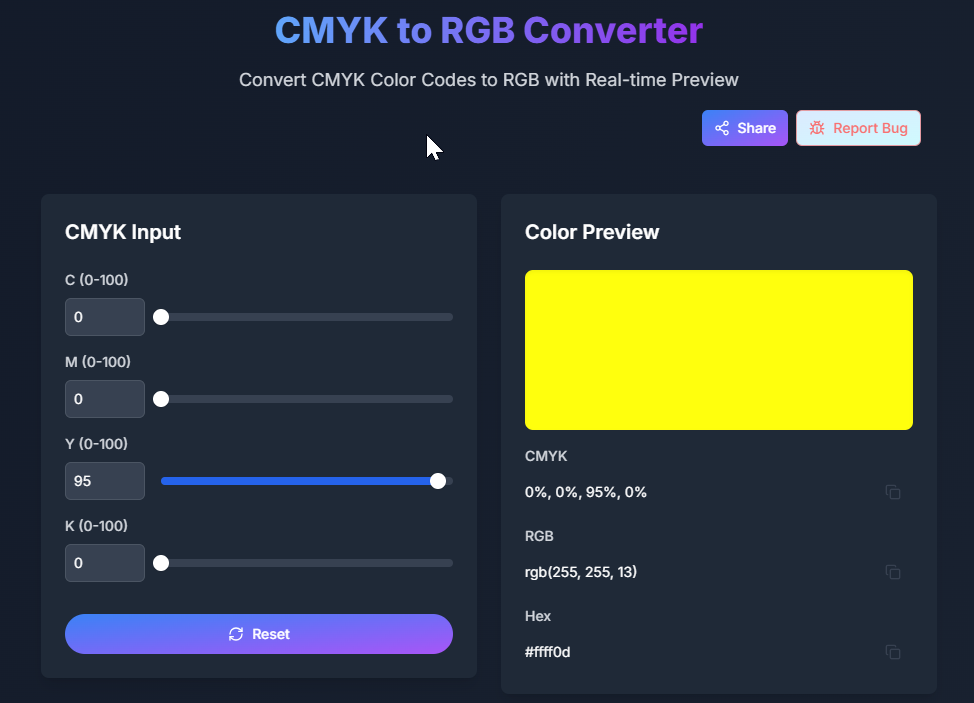 CMYK to RGB Converter
Convert CMYK Color Codes to RGB with Real-time Preview
Share
Report Bug
CMYK Input
C (0-100)
0
M (0-100)
0
Y (0-100)
95
K (0-100)
0
Reset
Color Preview
CMYK
0%, 0%, 95%, 0%
RGB
rgb(255, 255, 13)
Hex
#ffff0d